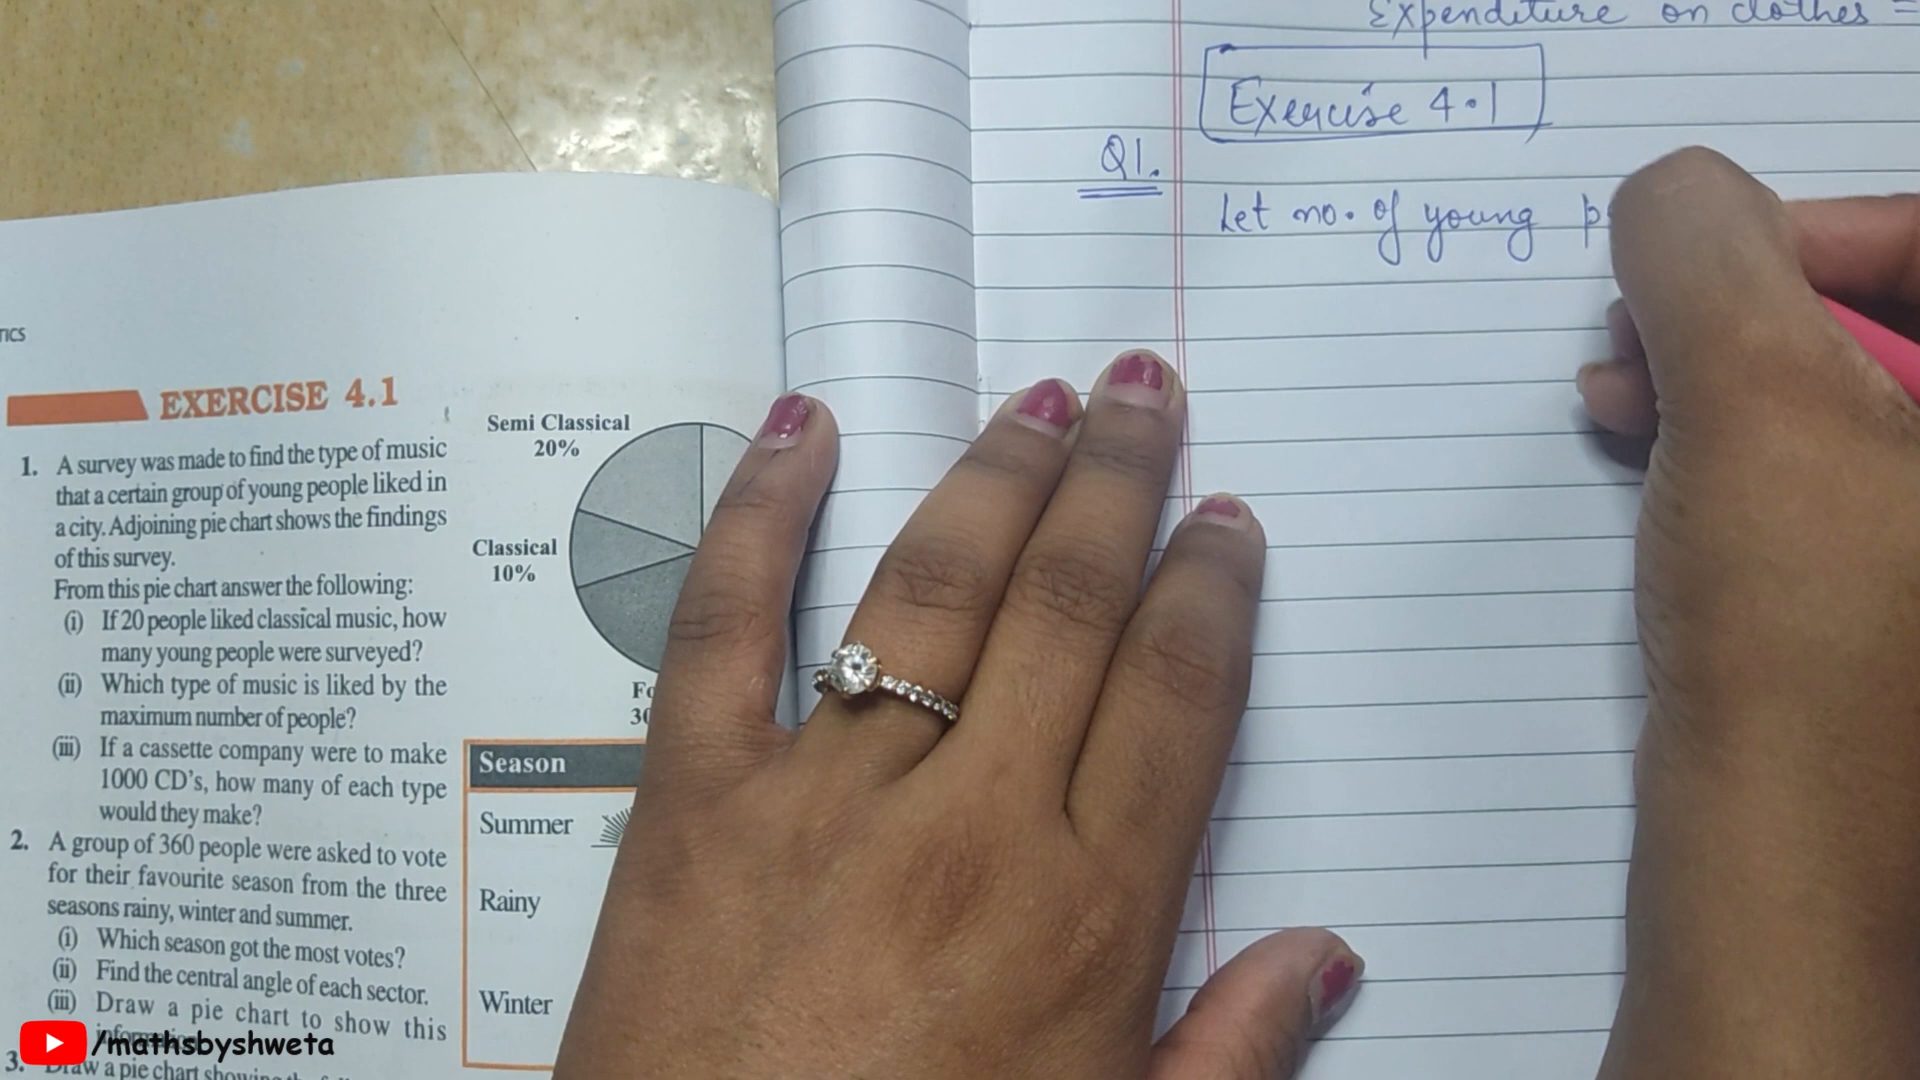 Expenditure on clothes =
Exercise 4.1
Q1.
Let no. of young
EXERCISE 4.1
1. A survey was made to find the type of music
that a certain group of young people liked in
a city. Adjoining pie chart shows the findings
of this survey.
From this pie chart answer the following:
(i) If 20 people liked classical music, how
many young people were surveyed?
(ii) Which type of music is liked by the
maximum number of people?
(iii) If a cassette company were to make
1000 CD's, how many of each type
would they make?
2. A group of 360 people were asked to vote
for their favourite season from the three
seasons rainy, winter and summer.
(i) Which season got the most votes?
(ii) Find the central angle of each sector.
(iii) Draw a pie chart to show this
information
3. Draw a pie chart showing
Semi Classical
20%
Classical
10%
Season
Summer
Rainy
Winter
/mathsbyshweta